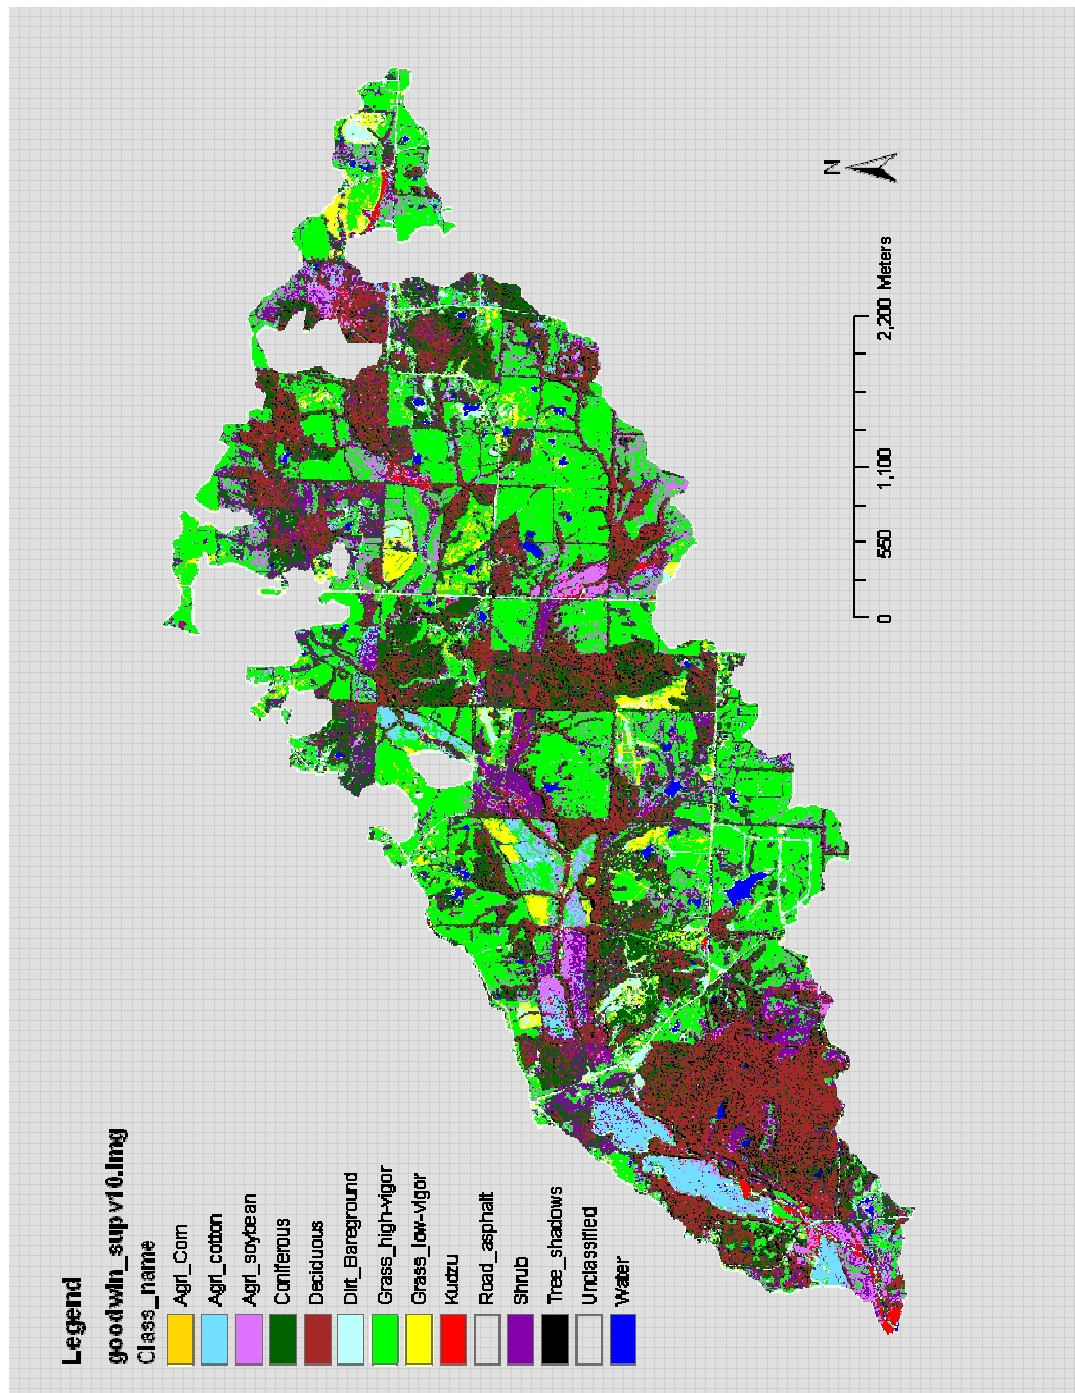 Legend
goodwin_supv10.img
Class_name
Agri_Corn
Agri_cotton
Agri_soybean
Coniferous
Deciduous
Dirt_Bareground
Grass_high-vigor
Grass_low-vigor
Kudzu
Road_asphalt
Shrub
Tree_shadows
Unclassified
Water
0 550 1,100 2,200 Meters
N